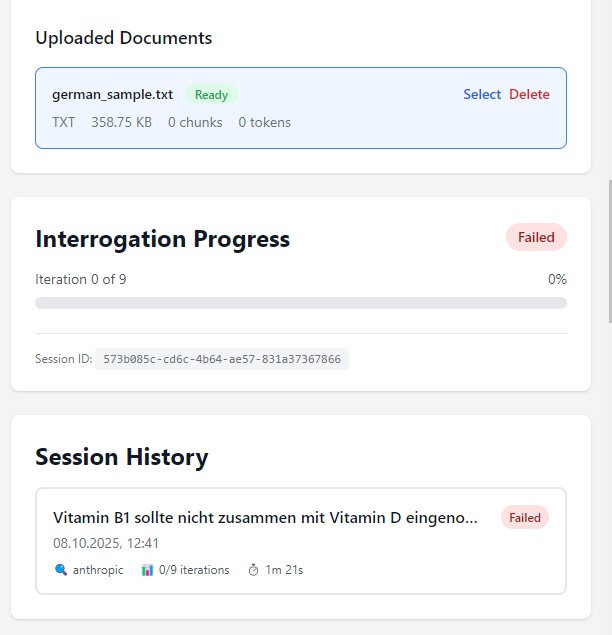 Uploaded Documents
german_sample.txt Ready Select Delete
TXT 358.75 KB 0 chunks 0 tokens
Interrogation Progress Failed
Iteration 0 of 9 0%
Session ID: 573b085c-cd6c-4b64-ae57-831a37367866
Session History
Vitamin B1 sollte nicht zusammen mit Vitamin D eingeno... Failed
08.10.2025, 12:41
anthropic 0/9 iterations 1m 21s